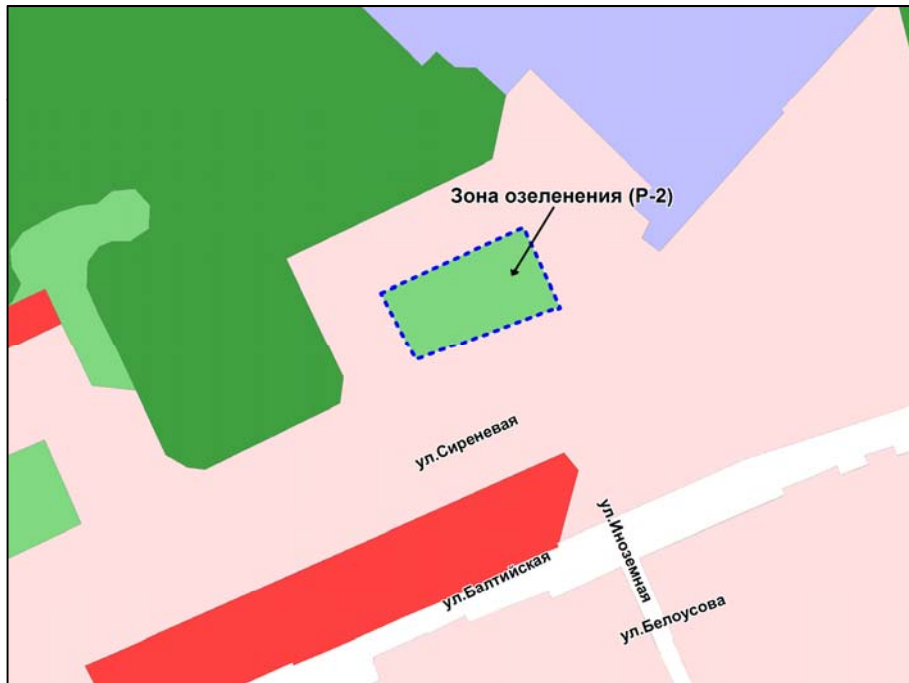 Зона озеленения (Р-2)
ул.Сиреневая
ул.Иноземная
ул.Балтийская
ул.Белоусова